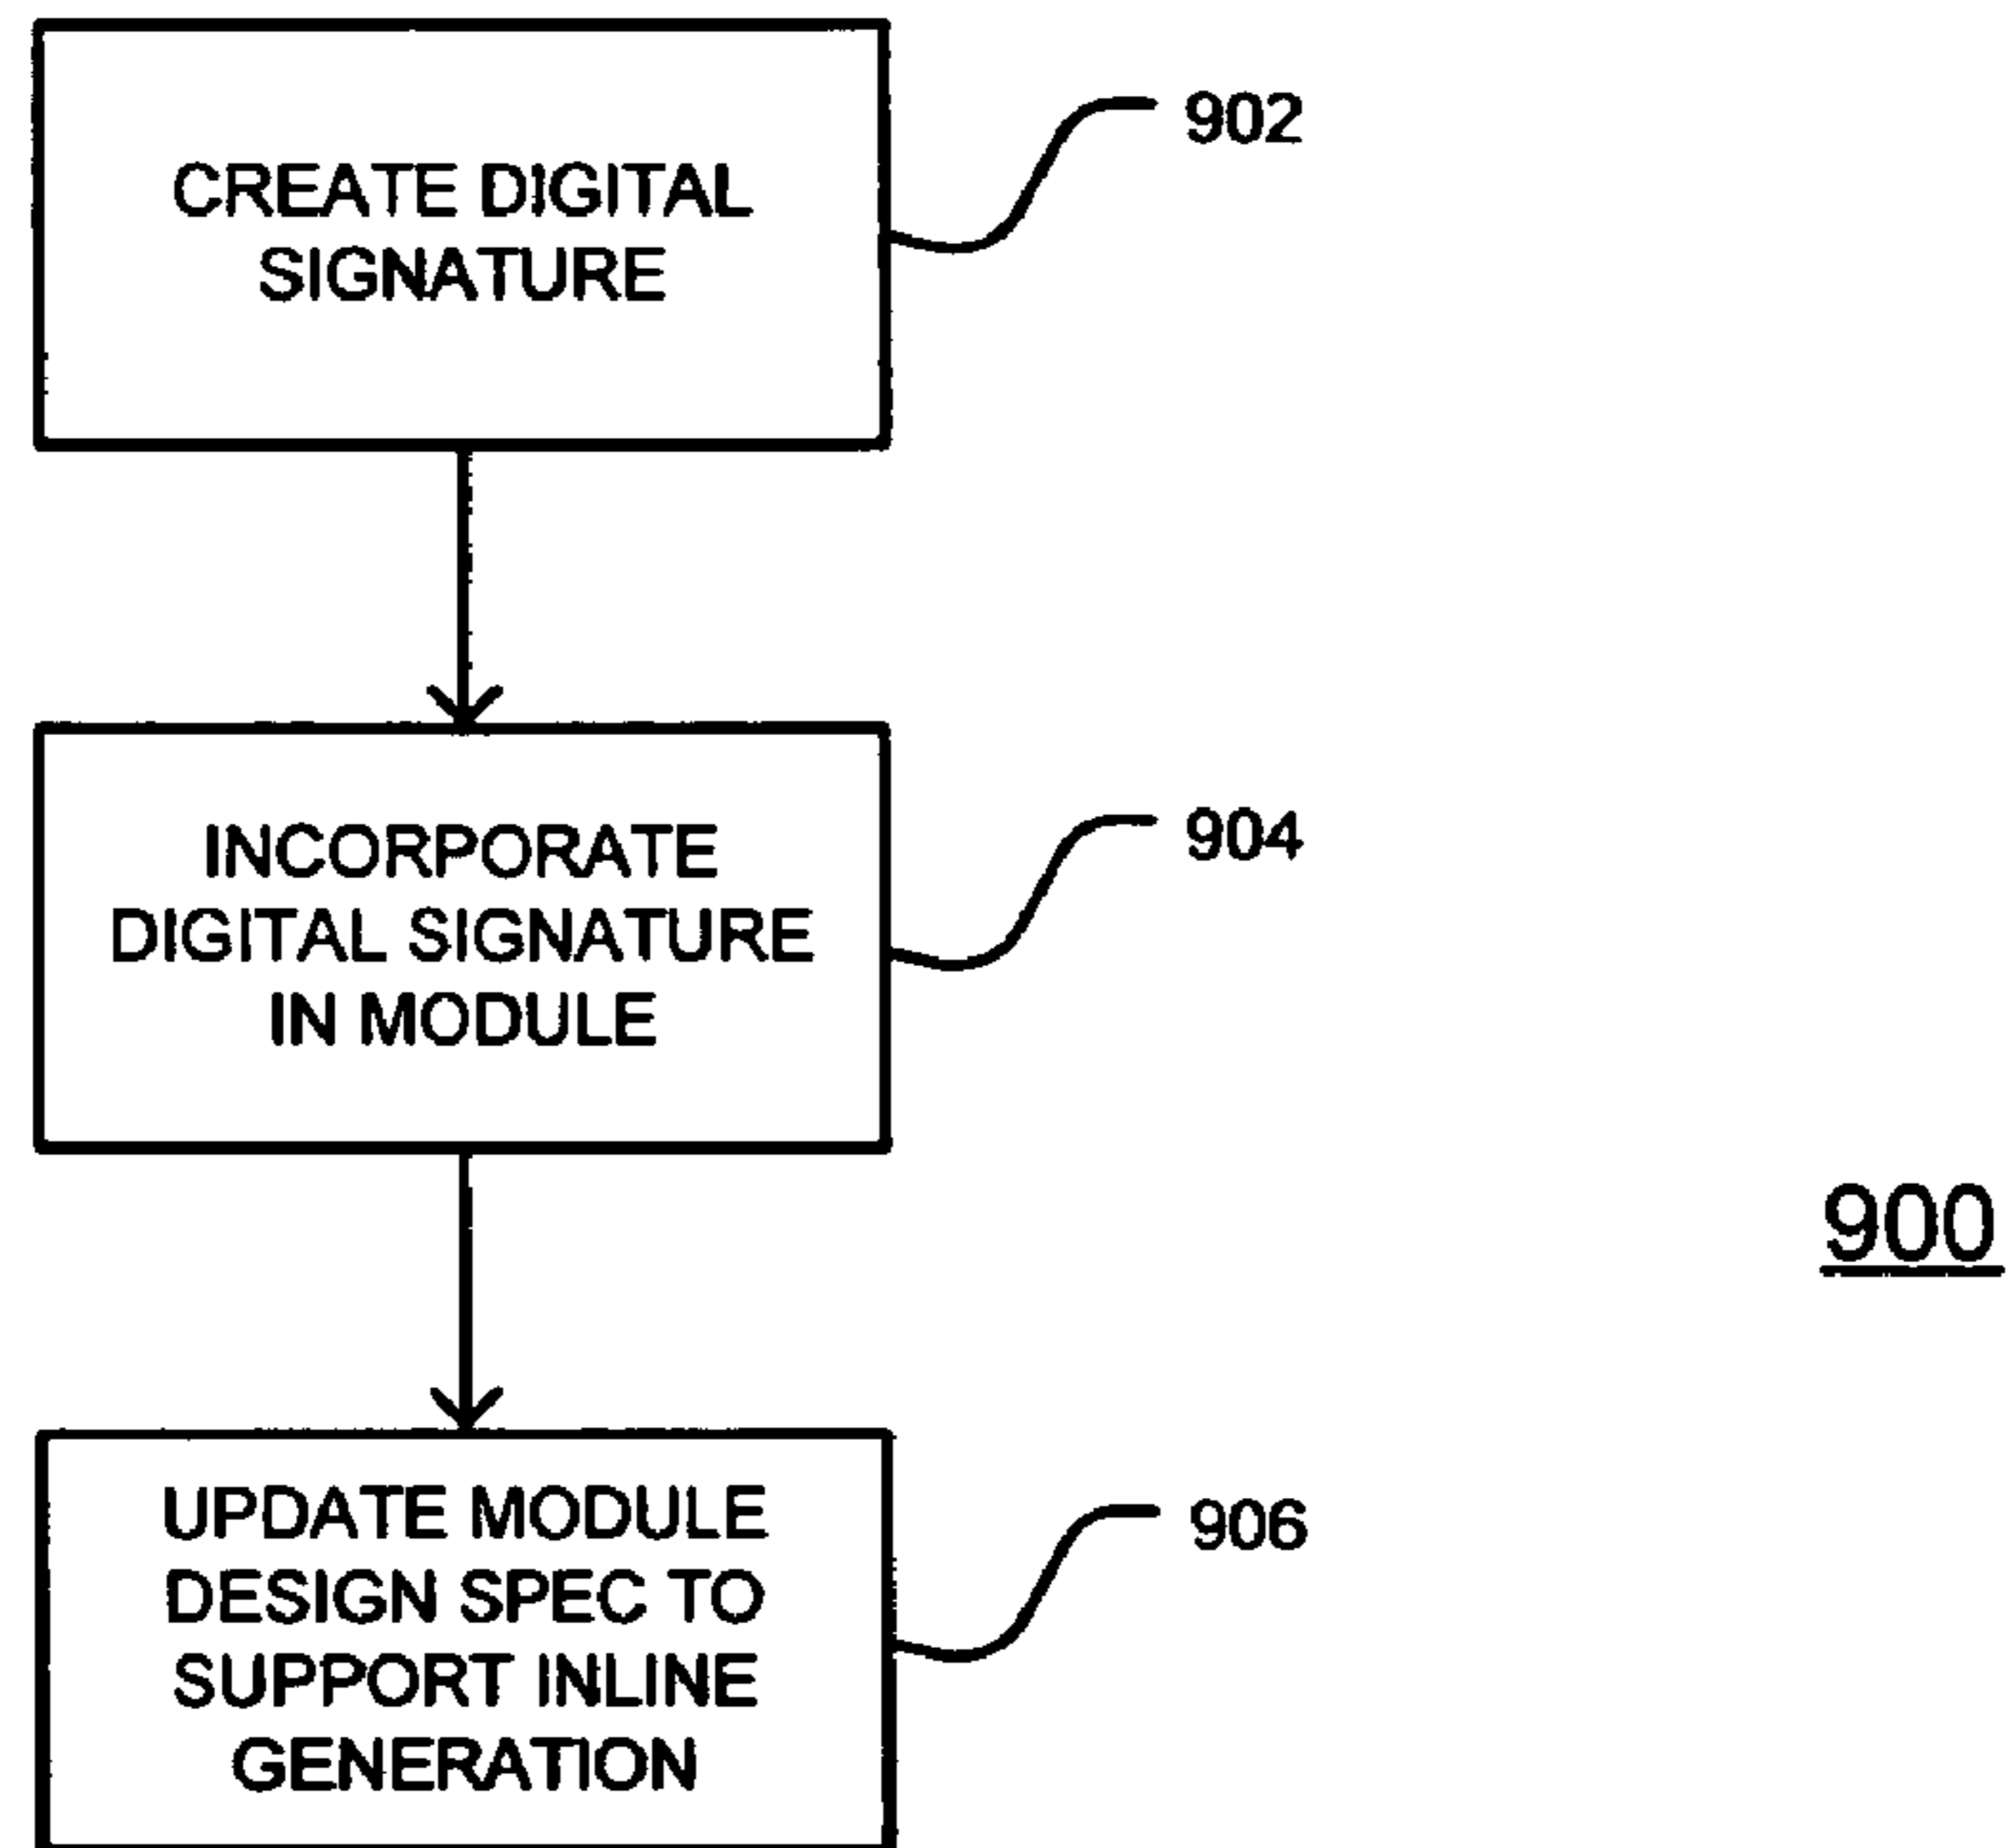 CREATE DIGITAL
SIGNATURE
902
INCORPORATE
DIGITAL SIGNATURE
IN MODULE
904
900
UPDATE MODULE
DESIGN SPEC TO
SUPPORT INLINE
GENERATION
906